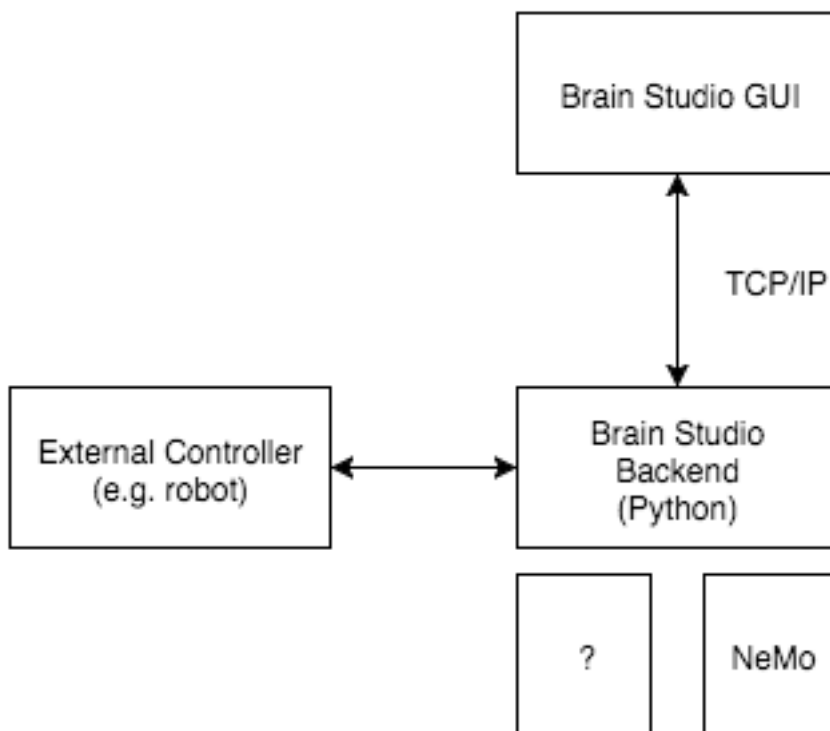 Brain Studio GUI
TCP/IP
External Controller
(e.g. robot)
Brain Studio
Backend
(Python)
?
NeMo